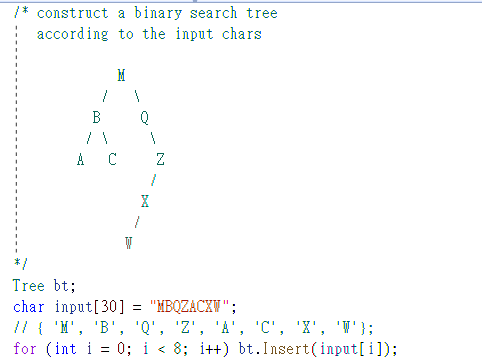 /* construct a binary search tree
according to the input chars
M
/ \
B Q
/ \ \
A C Z
/
X
/
W
*/
Tree bt;
char input[30] = "MBQZACXW";
// { 'M', 'B', 'Q', 'Z', 'A', 'C', 'X', 'W'};
for (int i = 0; i < 8; i++) bt.Insert(input[i]);